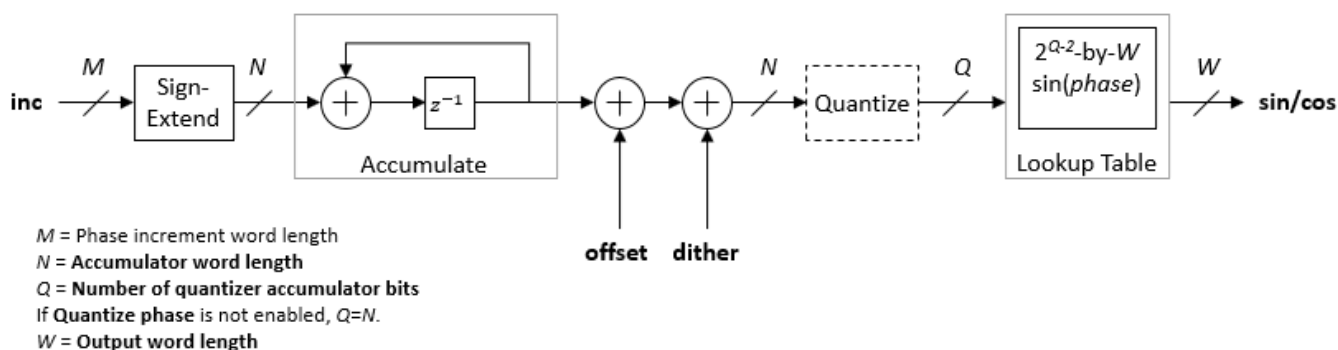 M
inc
Sign-
Extend
N
+
z⁻¹
Accumulate
+
+
offset
dither
N
Quantize
Q
2^Q-2-by-W
sin(phase)
Lookup Table
W
sin/cos
M = Phase increment word length
N = Accumulator word length
Q = Number of quantizer accumulator bits
If Quantize phase is not enabled, Q=N.
W = Output word length